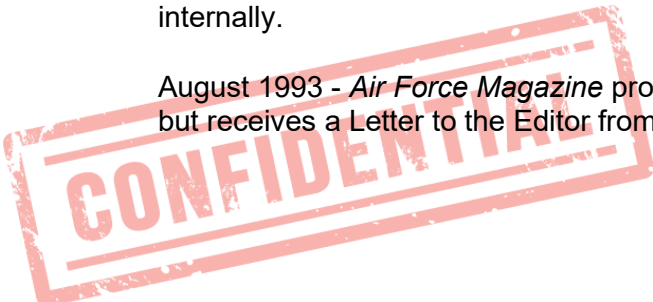 internally.
August 1993 - Air Force Magazine pro
but receives a Letter to the Editor from
CONFIDENTIAL